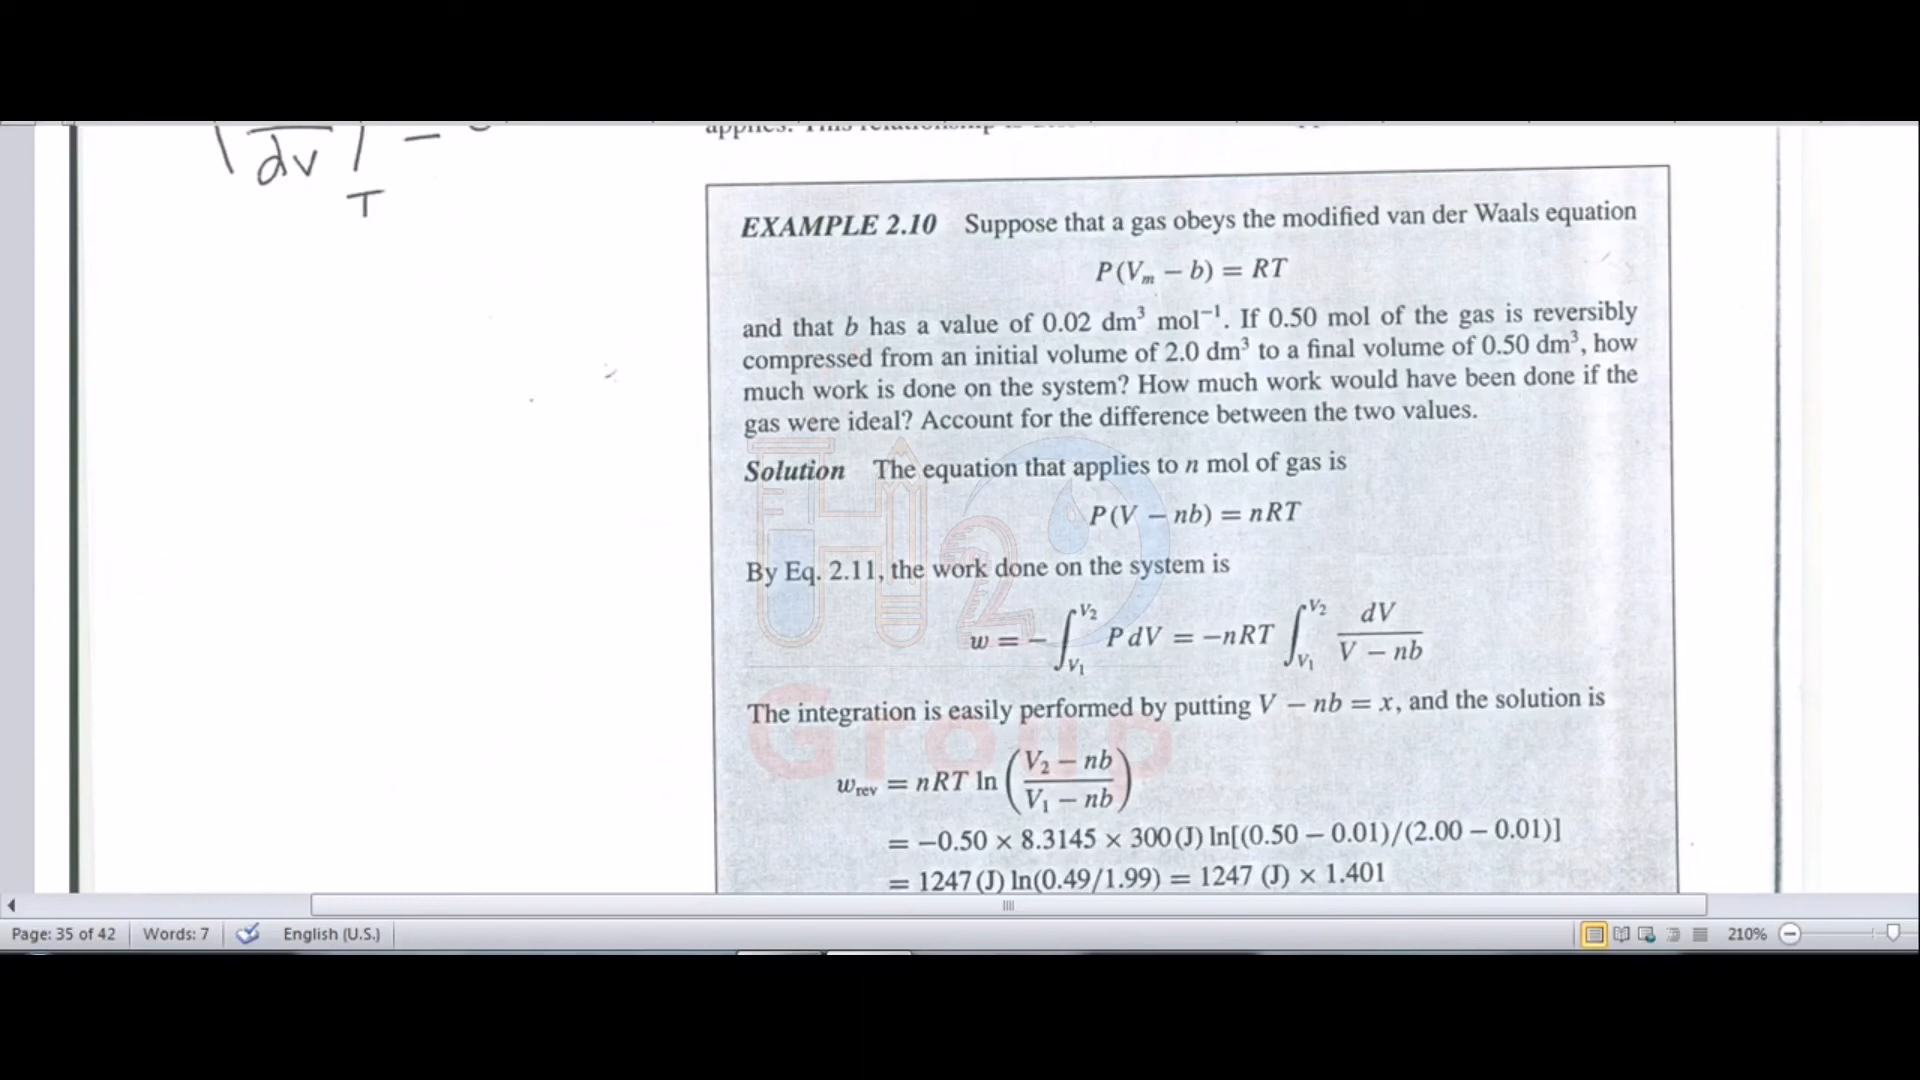 dv
T
EXAMPLE 2.10 Suppose that a gas obeys the modified van der Waals equation
P(Vₘ − b) = RT
and that b has a value of 0.02 dm³ mol⁻¹. If 0.50 mol of the gas is reversibly
compressed from an initial volume of 2.0 dm³ to a final volume of 0.50 dm³, how
much work is done on the system? How much work would have been done if the
gas were ideal? Account for the difference between the two values.
Solution The equation that applies to n mol of gas is
P(V − nb) = nRT
By Eq. 2.11, the work done on the system is
w = −∫_{V₁}^{V₂} P dV = −nRT ∫_{V₁}^{V₂} dV / (V − nb)
The integration is easily performed by putting V − nb = x, and the solution is
w_rev = nRT ln((V₂ − nb) / (V₁ − nb))
= −0.50 × 8.3145 × 300 (J) ln[(0.50 − 0.01)/(2.00 − 0.01)]
= 1247 (J) ln(0.49/1.99) = 1247 (J) × 1.401
H2O
Group
Page: 35 of 42 Words: 7 English (U.S.) 210%